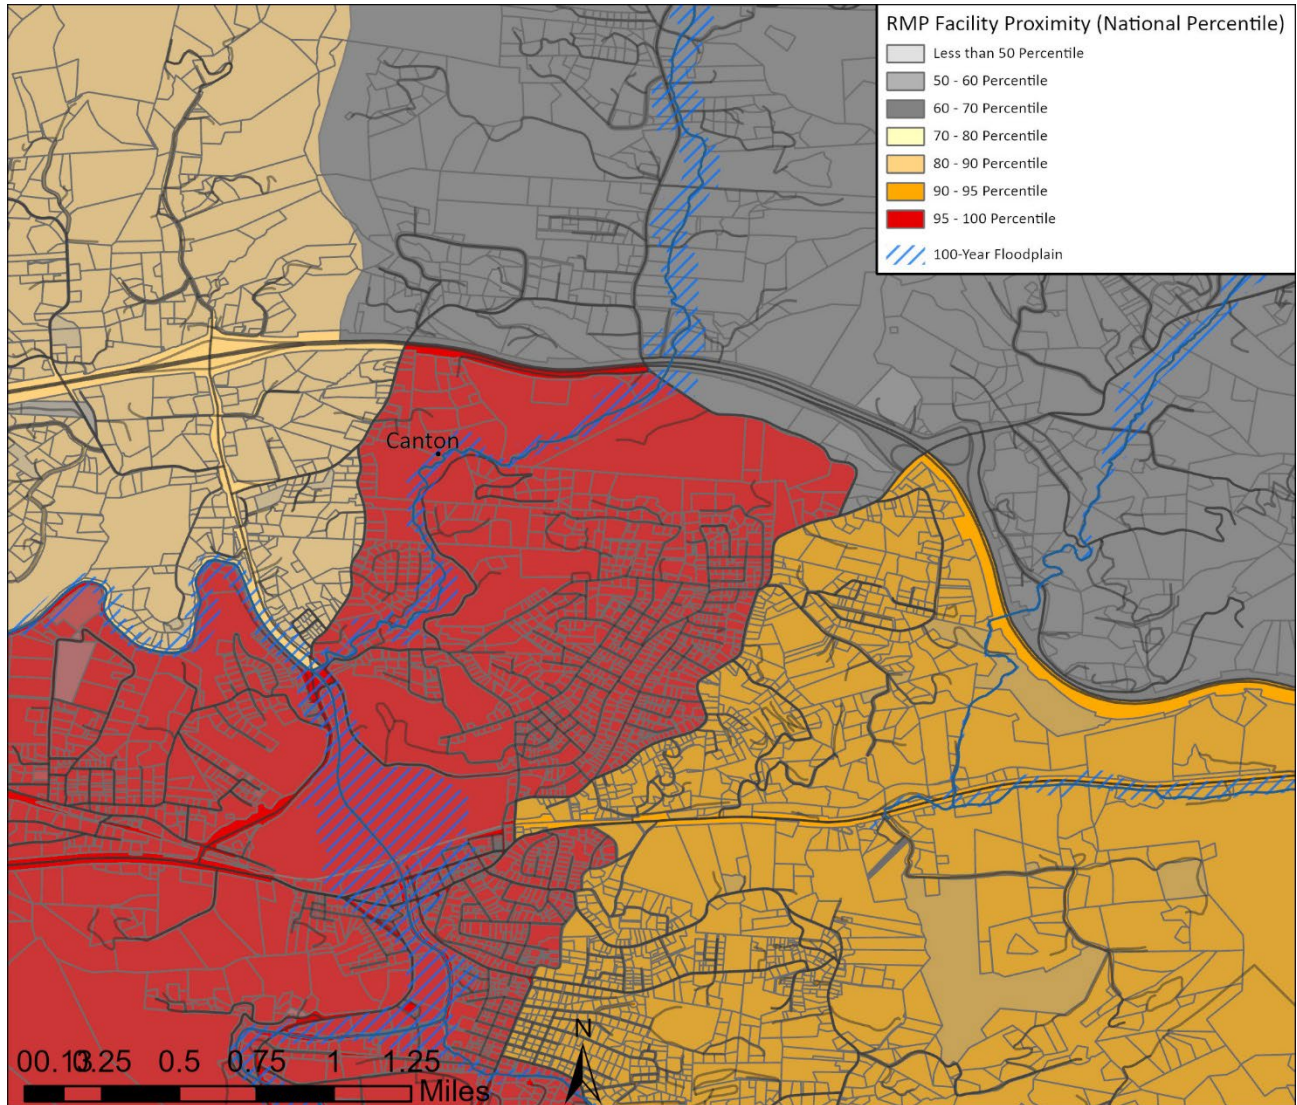 RMP Facility Proximity (National Percentile)
Less than 50 Percentile
50 - 60 Percentile
60 - 70 Percentile
70 - 80 Percentile
80 - 90 Percentile
90 - 95 Percentile
95 - 100 Percentile
100-Year Floodplain
Canton
N
00.13 0.25 0.5 0.75 1 1.25
Miles